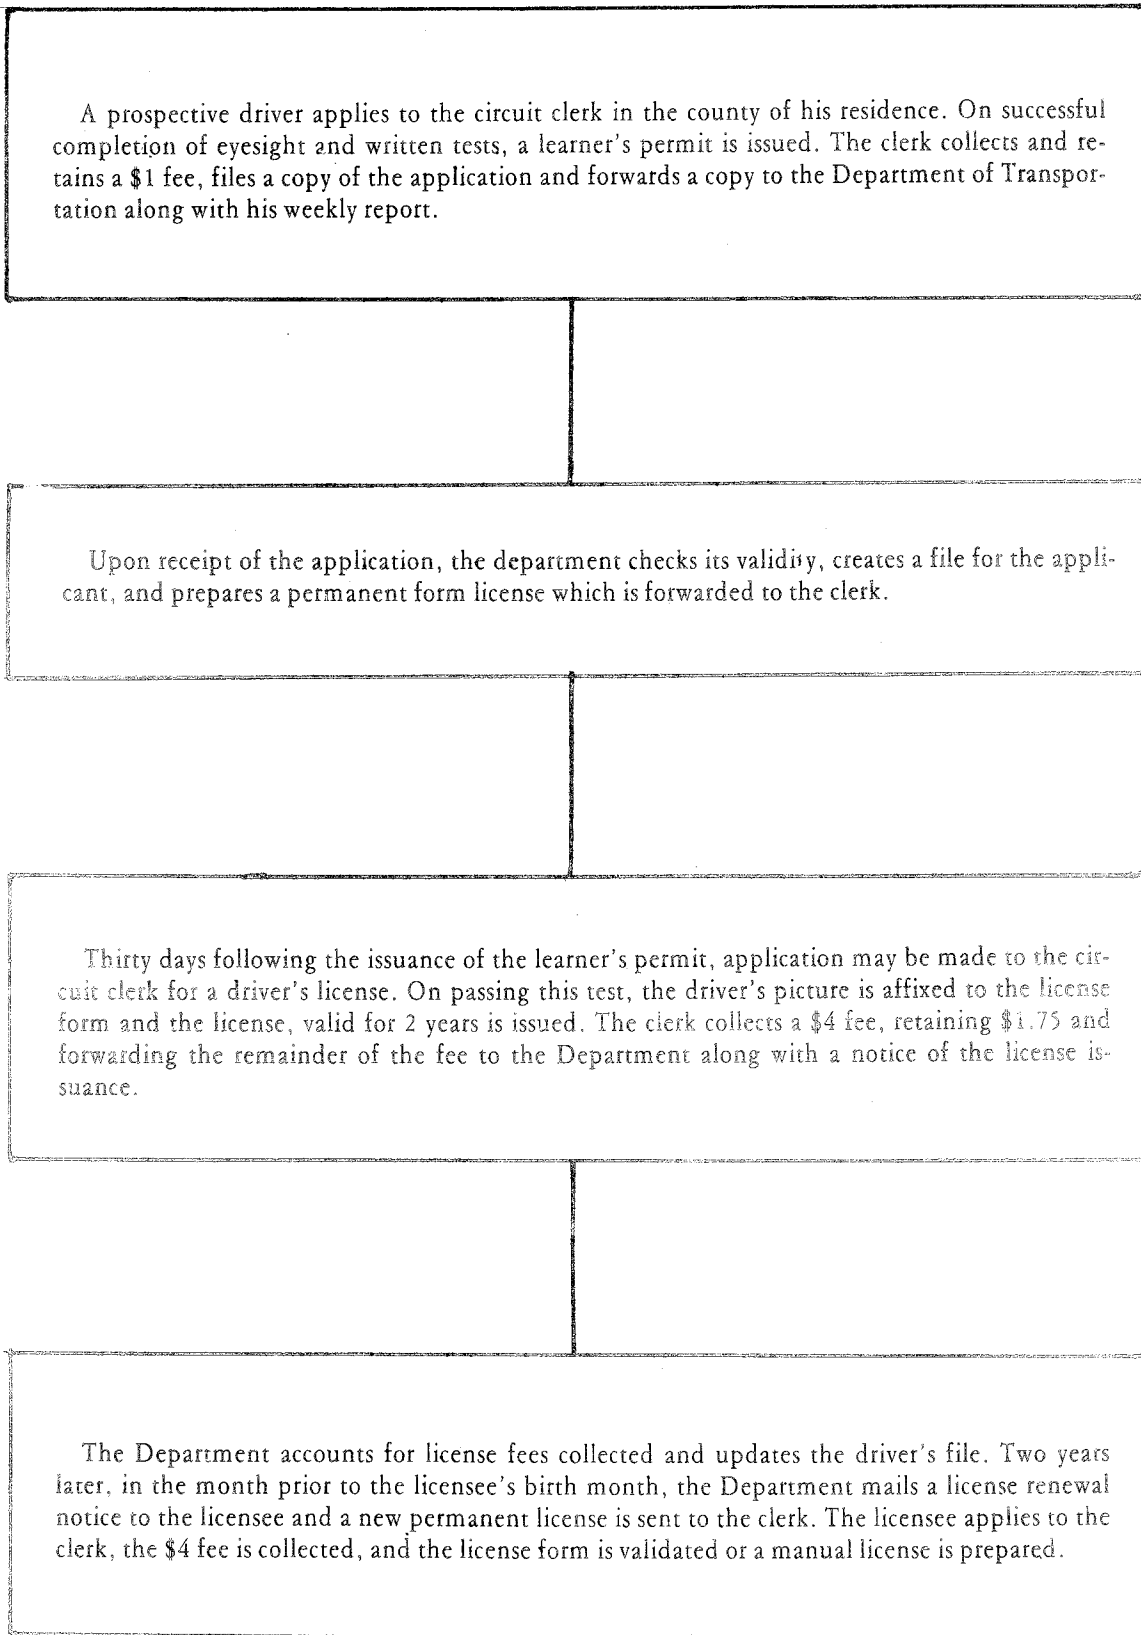 A prospective driver applies to the circuit clerk in the county of his residence. On successful
completion of eyesight and written tests, a learner's permit is issued. The clerk collects and re-
tains a $1 fee, files a copy of the application and forwards a copy to the Department of Transpor-
tation along with his weekly report.
Upon receipt of the application, the department checks its validity, creates a file for the appli-
cant, and prepares a permanent form license which is forwarded to the clerk.
Thirty days following the issuance of the learner's permit, application may be made to the cir-
cuit clerk for a driver's license. On passing this test, the driver's picture is affixed to the license
form and the license, valid for 2 years is issued. The clerk collects a $4 fee, retaining $1.75 and
forwarding the remainder of the fee to the Department along with a notice of the license is-
suance.
The Department accounts for license fees collected and updates the driver's file. Two years
later, in the month prior to the licensee's birth month, the Department mails a license renewal
notice to the licensee and a new permanent license is sent to the clerk. The licensee applies to the
clerk, the $4 fee is collected, and the license form is validated or a manual license is prepared.